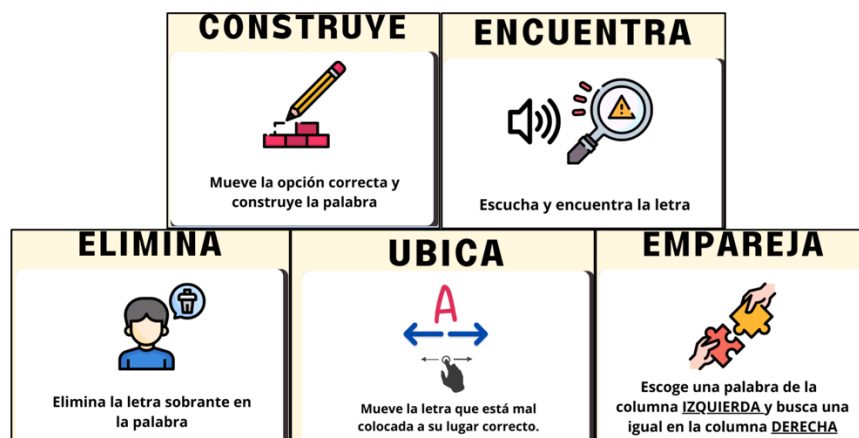 CONSTRUYE
Mueve la opción correcta y
construye la palabra
ENCUENTRA
Escucha y encuentra la letra
ELIMINA
Elimina la letra sobrante en
la palabra
UBICA
A
Mueve la letra que está mal
colocada a su lugar correcto.
EMPAREJA
Escoge una palabra de la
columna IZQUIERDA y busca una
igual en la columna DERECHA